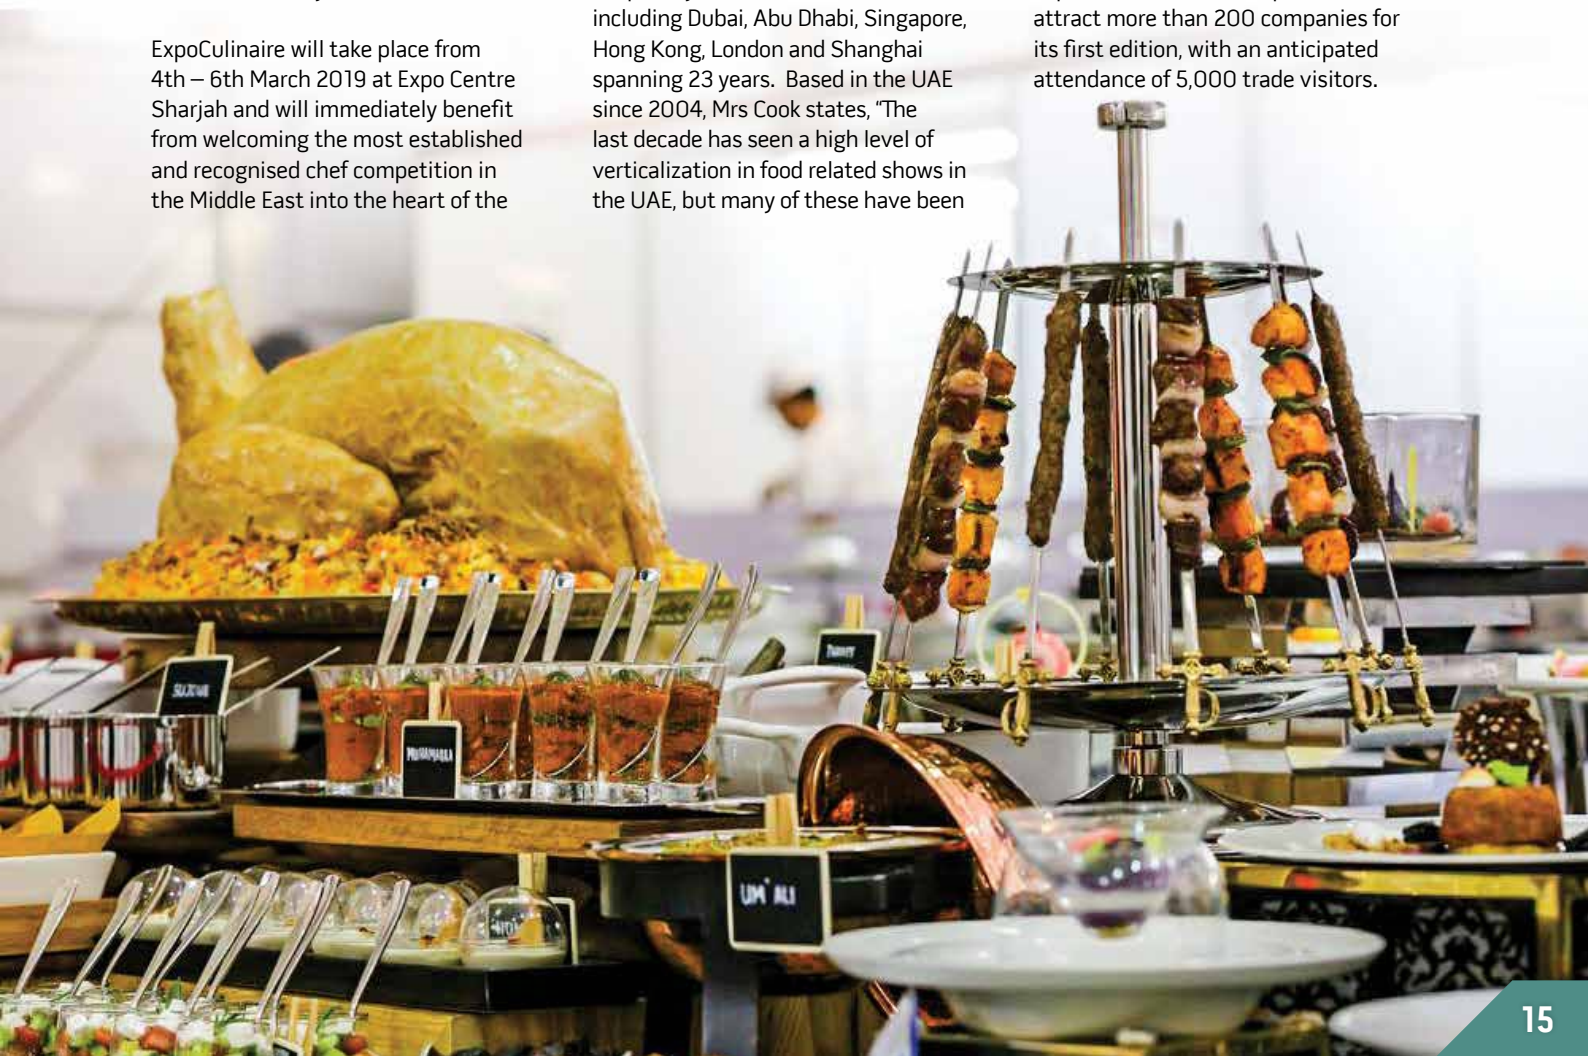 ExpoCulinaire will take place from
4th – 6th March 2019 at Expo Centre
Sharjah and will immediately benefit
from welcoming the most established
and recognised chef competition in
the Middle East into the heart of the
including Dubai, Abu Dhabi, Singapore,
Hong Kong, London and Shanghai
spanning 23 years.  Based in the UAE
since 2004, Mrs Cook states, “The
last decade has seen a high level of
verticalization in food related shows in
the UAE, but many of these have been
attract more than 200 companies for
its first edition, with an anticipated
attendance of 5,000 trade visitors.
MUHAMARA
UM' ALI
15